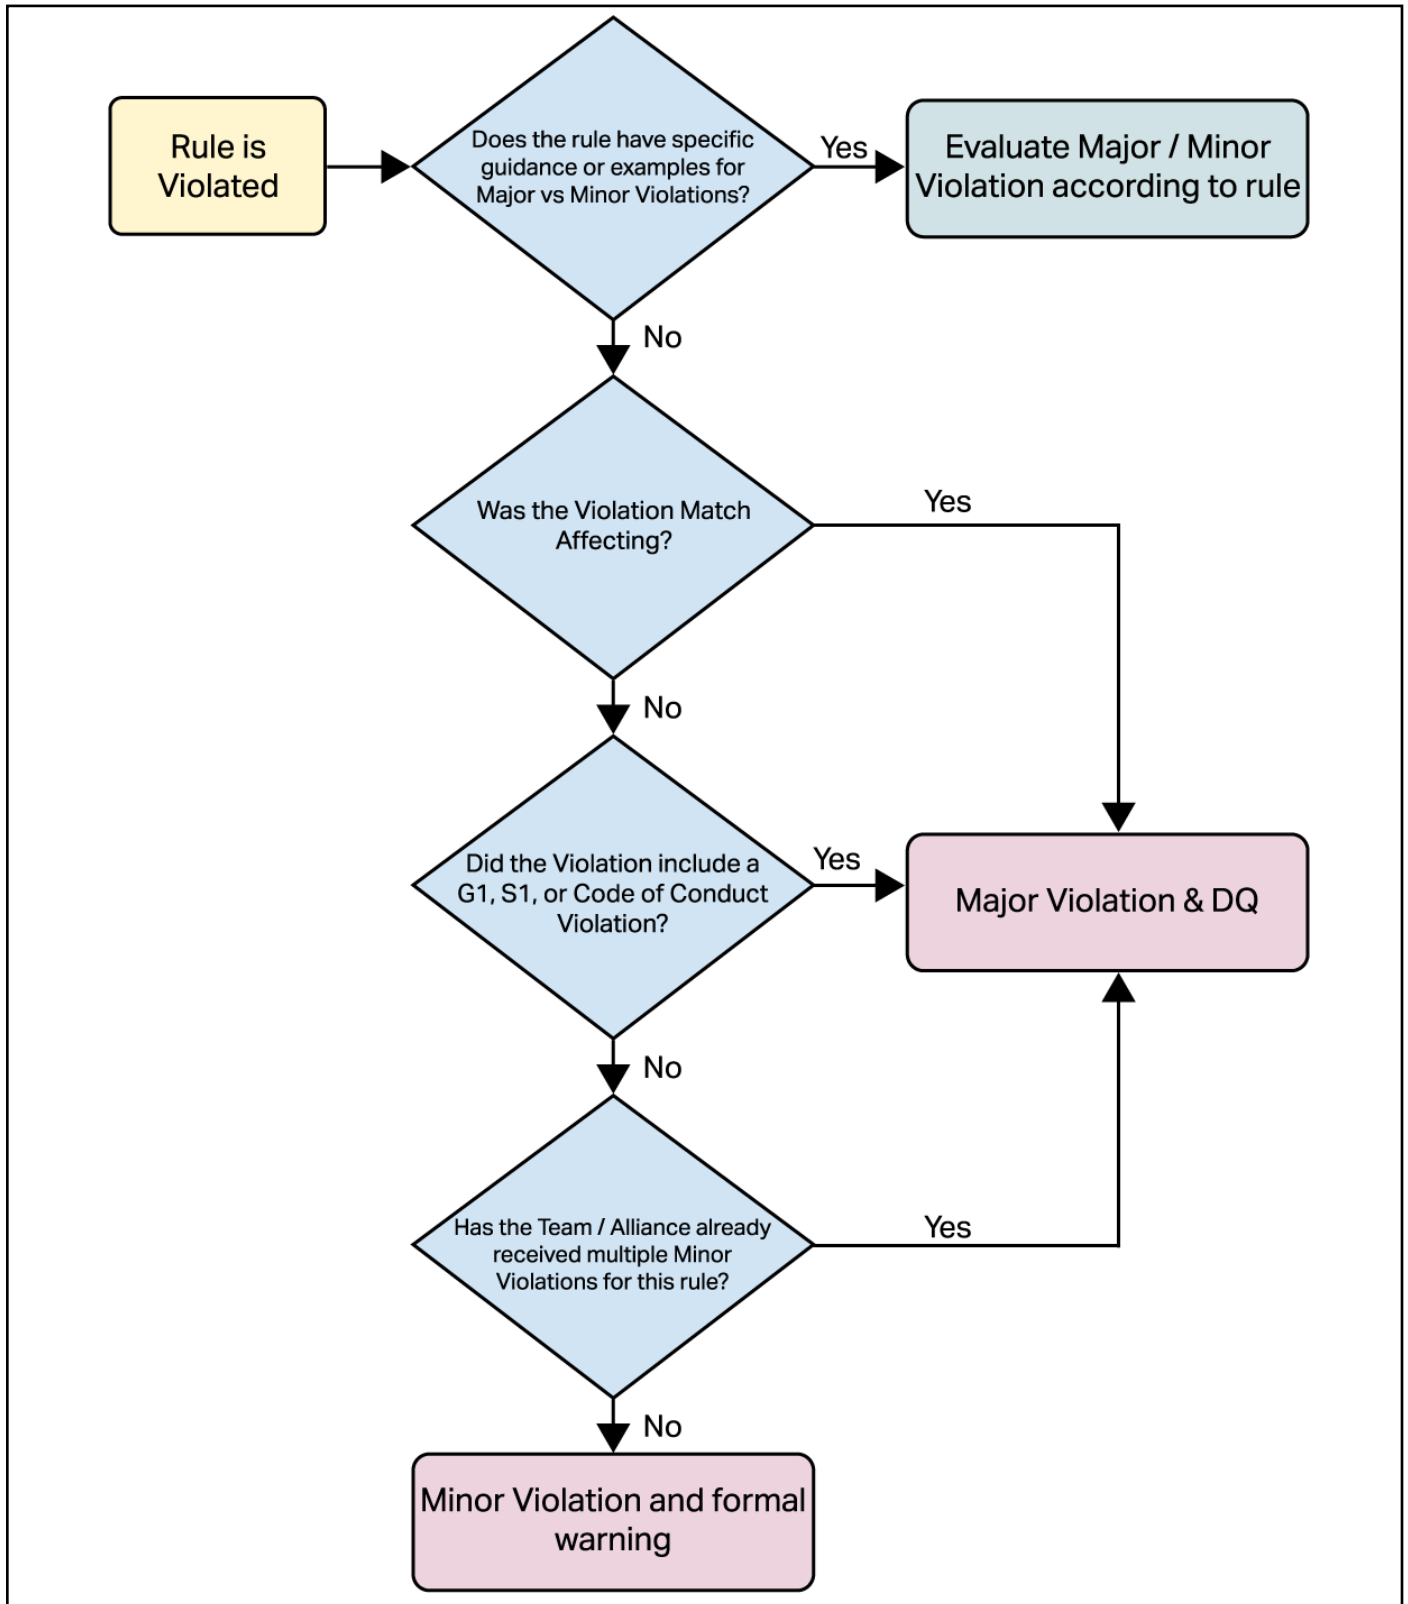 Rule is
Violated
Does the rule have specific
guidance or examples for
Major vs Minor Violations?
Yes
Evaluate Major / Minor
Violation according to rule
No
Was the Violation Match
Affecting?
Yes
No
Did the Violation include a
G1, S1, or Code of Conduct
Violation?
Yes
Major Violation & DQ
No
Has the Team / Alliance already
received multiple Minor
Violations for this rule?
Yes
No
Minor Violation and formal
warning